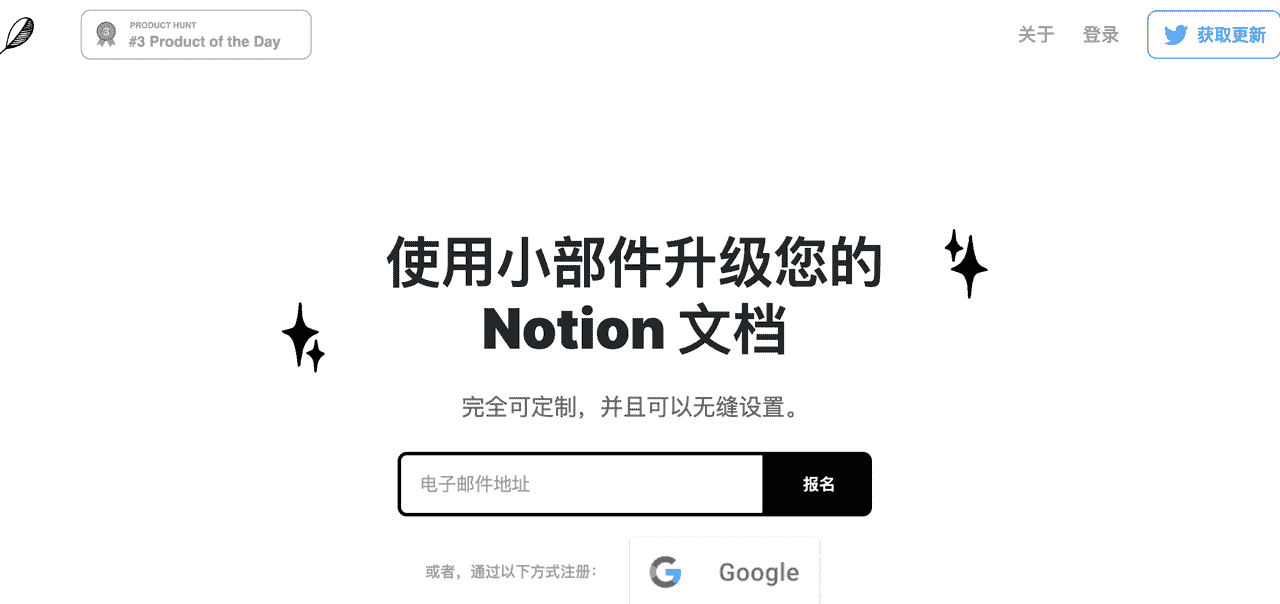 PRODUCT HUNT
#3 Product of the Day
关于
登录
获取更新
使用小部件升级您的
Notion 文档
完全可定制，并且可以无缝设置。
电子邮件地址
报名
或者，通过以下方式注册：
Google